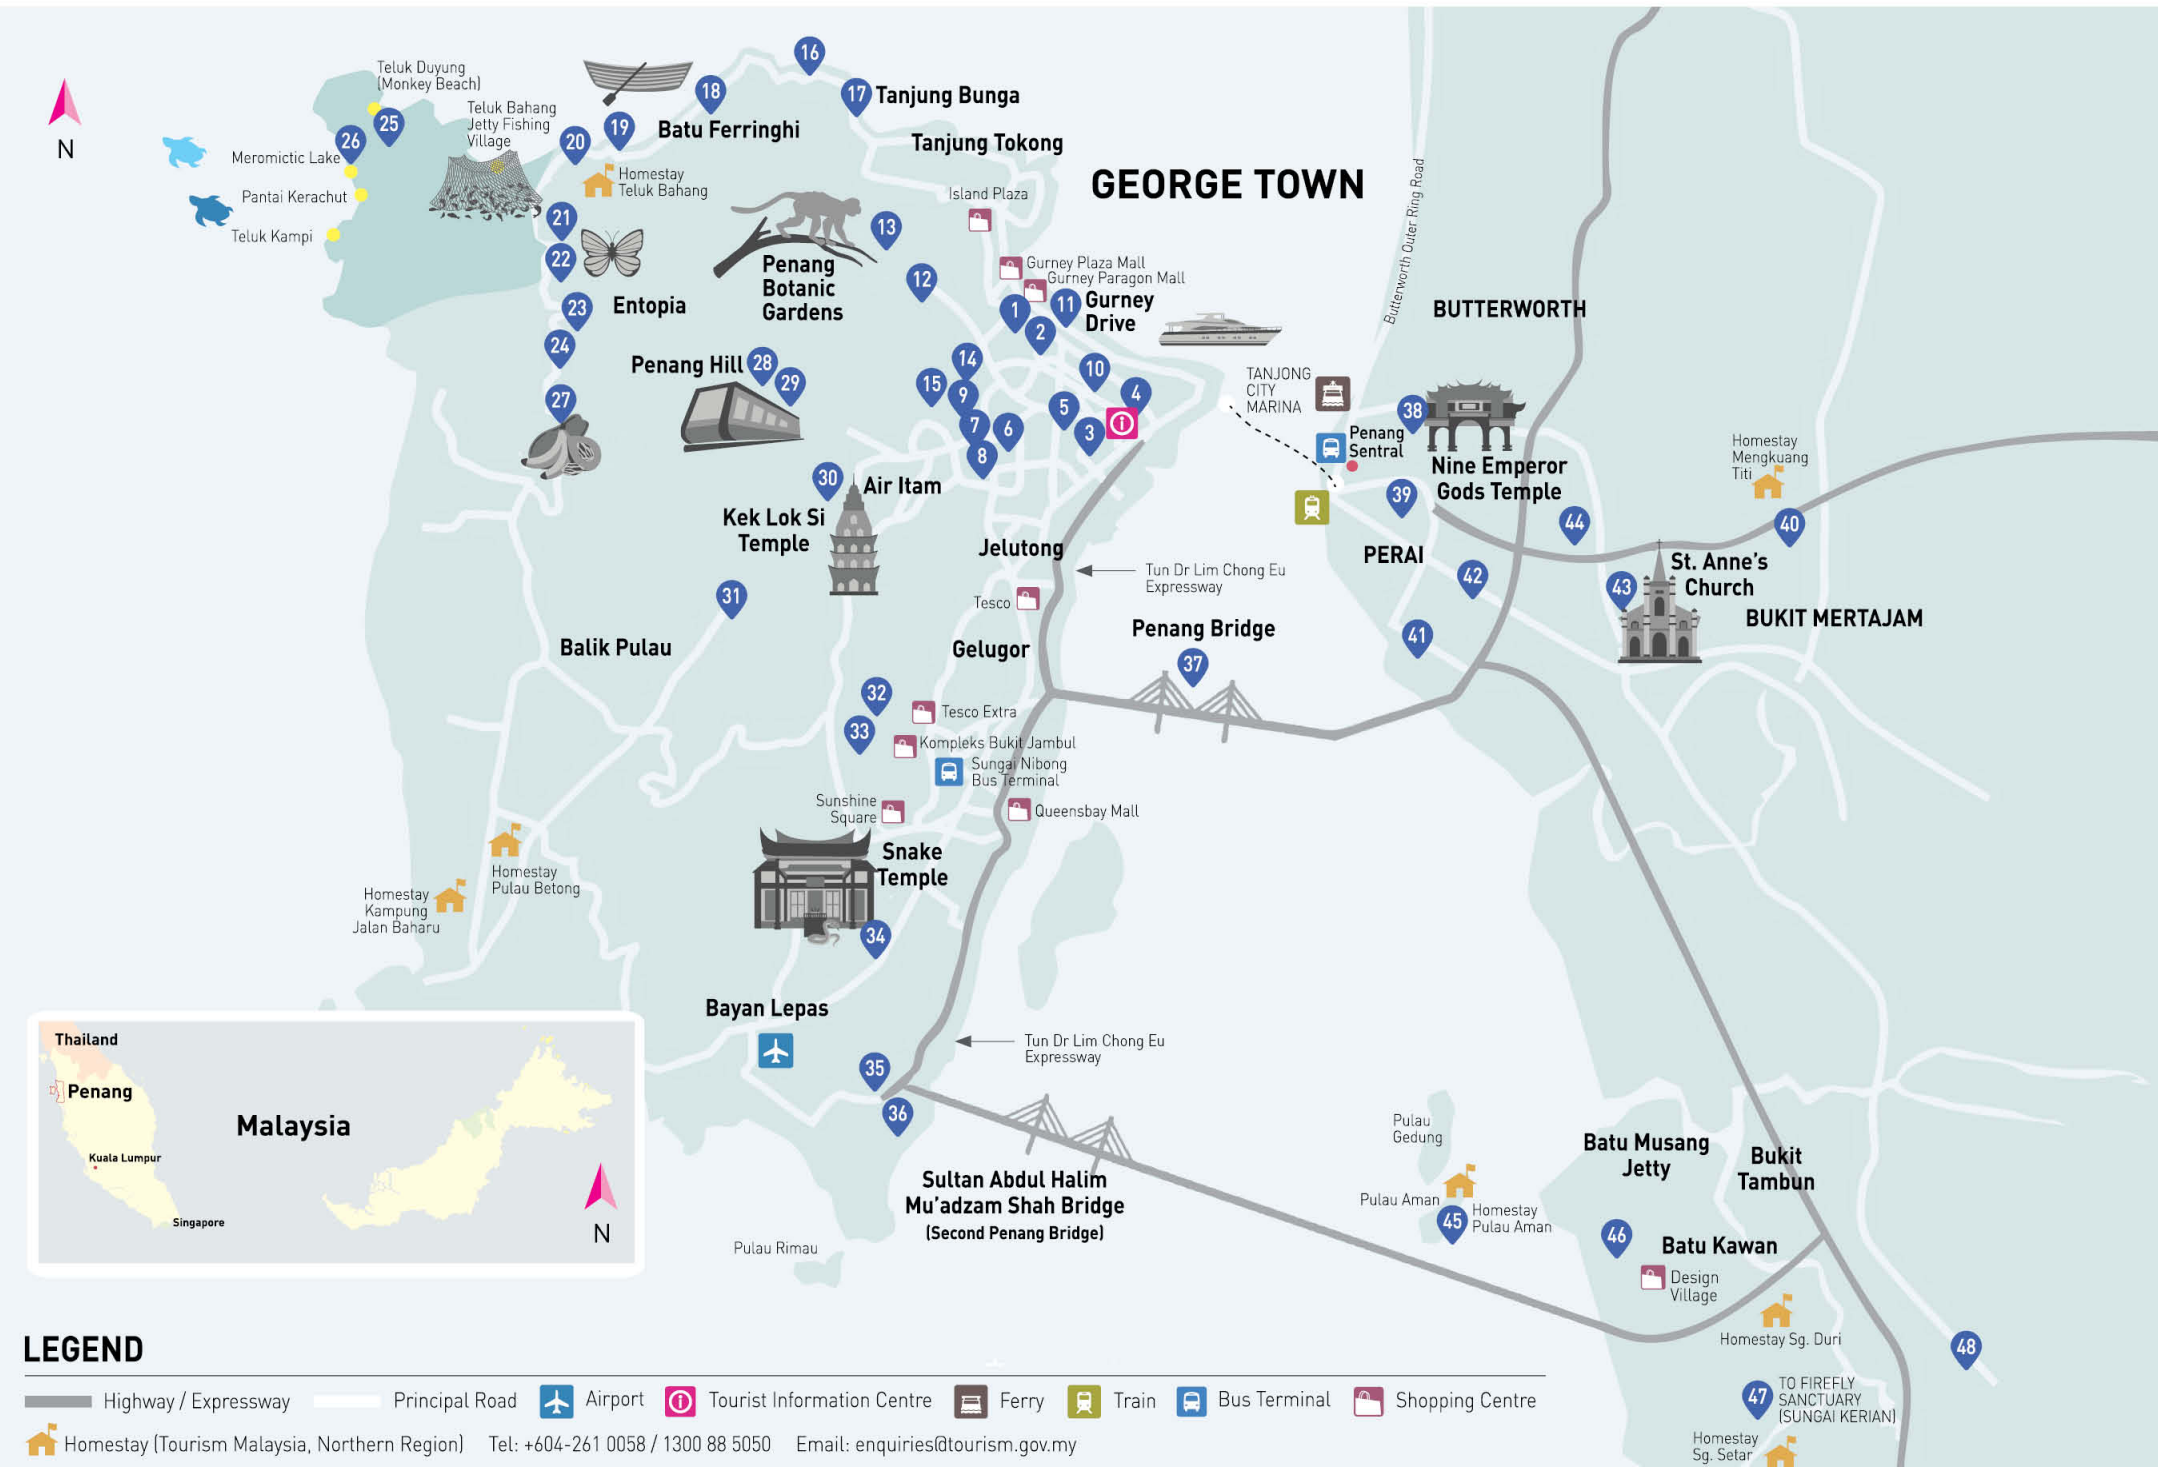 16
Teluk Duyung
(Monkey Beach)
18
17
Tanjung Bunga
Teluk Bahang
Jetty Fishing
Village
25
26
20
19
Batu Ferringhi
Tanjung Tokong
N
Meromictic Lake
Homestay
Teluk Bahang
GEORGE TOWN
Island Plaza
Pantai Kerachut
Teluk Kampi
21
22
13
Butterworth Outer Ring Road
Penang
Botanic
Gardens
12
Gurney Plaza Mall
Gurney Paragon Mall
23
Entopia
1
2
11
Gurney
Drive
BUTTERWORTH
24
Penang Hill
28
29
14
15
9
10
4
TANJONG
CITY
MARINA
27
5
7
6
3
8
38
Penang
Sentral
Homestay
Mengkuang
Titi
Nine Emperor
Gods Temple
30
Air Itam
39
Kek Lok Si
Temple
44
40
Jelutong
PERAI
Tun Dr Lim Chong Eu
Expressway
St. Anne's
Church
42
43
31
Tesco
BUKIT MERTAJAM
Penang Bridge
41
Balik Pulau
Gelugor
37
32
Tesco Extra
33
Kompleks Bukit Jambul
Sungai Nibong
Bus Terminal
Sunshine
Square
Queensbay Mall
Snake
Temple
Homestay
Pulau Betong
Homestay
Kampung
Jalan Baharu
34
Bayan Lepas
Tun Dr Lim Chong Eu
Expressway
35
36
Thailand
Penang
Malaysia
Kuala Lumpur
Singapore
N
Pulau
Gedung
Batu Musang
Jetty
Bukit
Tambun
Sultan Abdul Halim
Mu'adzam Shah Bridge
(Second Penang Bridge)
Pulau Aman
45
Homestay
Pulau Aman
46
Batu Kawan
Pulau Rimau
Design
Village
Homestay Sg. Duri
48
47
TO FIREFLY
SANCTUARY
(SUNGAI KERIAN)
Homestay
Sg. Setar
LEGEND
Highway / Expressway
Principal Road
Airport
Tourist Information Centre
Ferry
Train
Bus Terminal
Shopping Centre
Homestay (Tourism Malaysia, Northern Region) Tel: +604-261 0058 / 1300 88 5050 Email: enquiries@tourism.gov.my